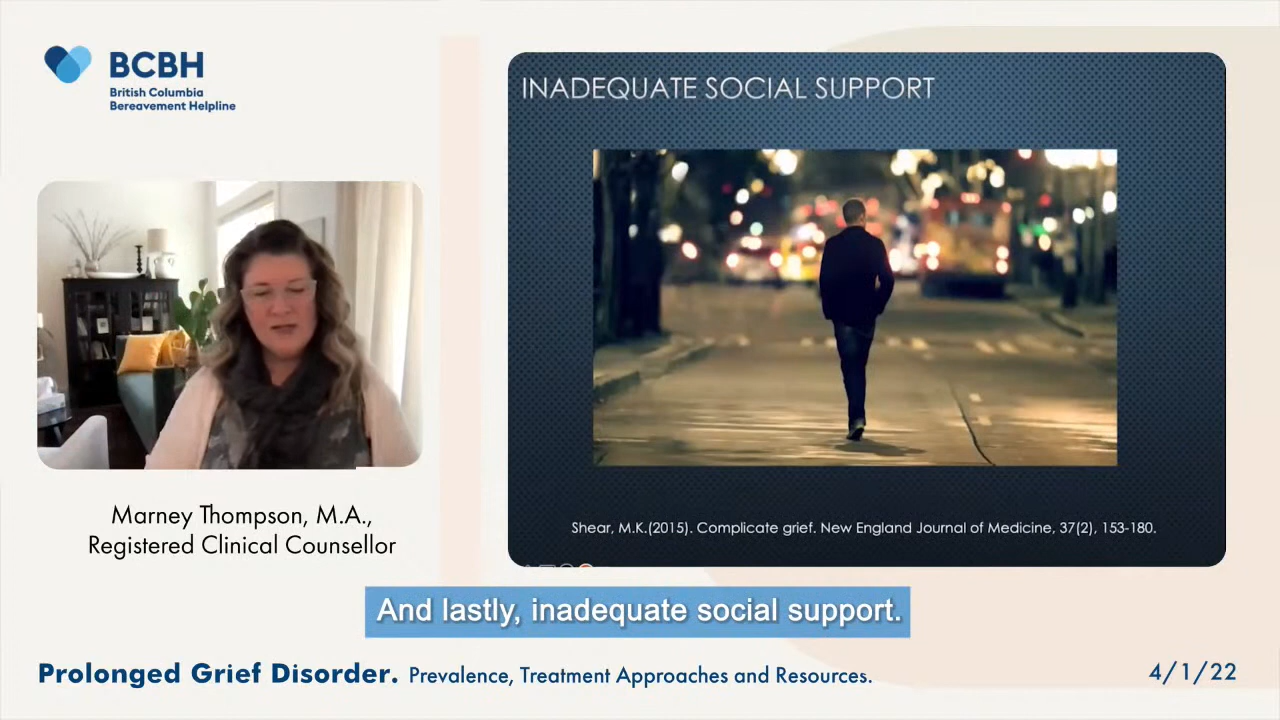 BCBH
British Columbia
Bereavement Helpline
INADEQUATE SOCIAL SUPPORT
Shear, M.K.(2015). Complicate grief. New England Journal of Medicine, 37(2), 153-180.
Marney Thompson, M.A.,
Registered Clinical Counsellor
And lastly, inadequate social support.
Prolonged Grief Disorder. Prevalence, Treatment Approaches and Resources.
4/1/22